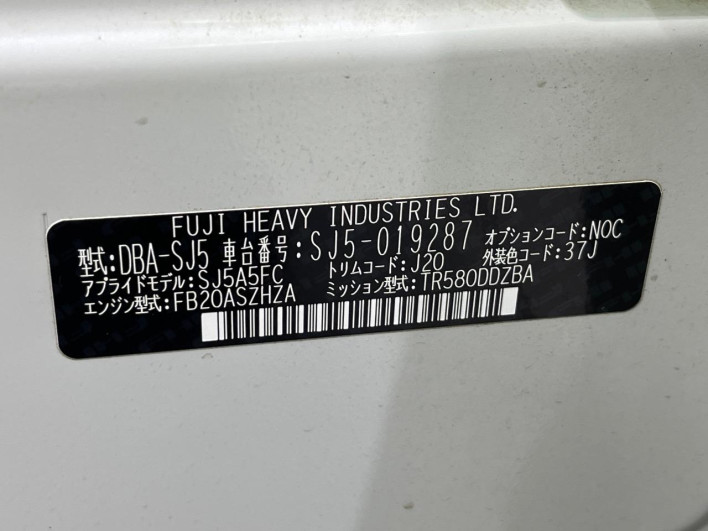 FUJI HEAVY INDUSTRIES LTD.
型式:DBA-SJ5 車台番号:SJ5-019287 オプションコード:NOC
アプライドモデル:SJ5A5FC トリムコード:J20 外装色コード:37J
エンジン型式:FB20ASZHZA ミッション型式:TR580DDZBA